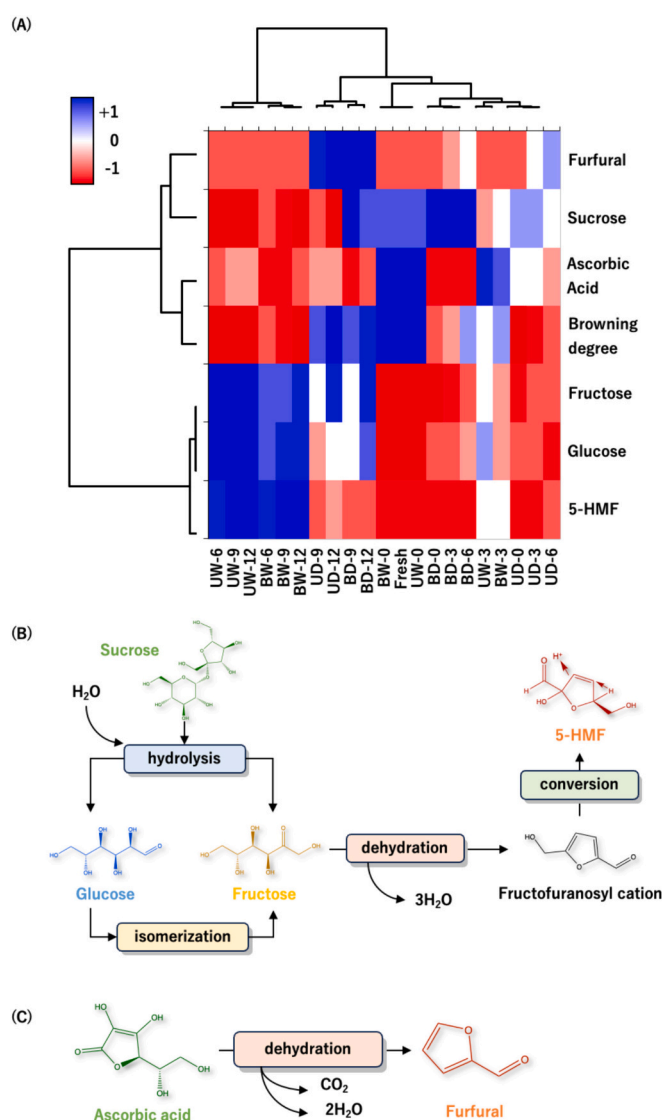 (A)
+1
0
-1
Furfural
Sucrose
Ascorbic
Acid
Browning
degree
Fructose
Glucose
5-HMF
UW-6
UW-9
UW-12
BW-6
BW-9
BW-12
UD-9
UD-12
BD-9
BD-12
BW-0
Fresh
UW-0
BD-0
BD-3
BD-6
UW-3
BW-3
UD-0
UD-3
UD-6
(B)
Sucrose
H₂O
hydrolysis
Glucose
Fructose
isomerization
dehydration
3H₂O
5-HMF
conversion
Fructofuranosyl cation
(C)
Ascorbic acid
dehydration
CO₂
2H₂O
Furfural